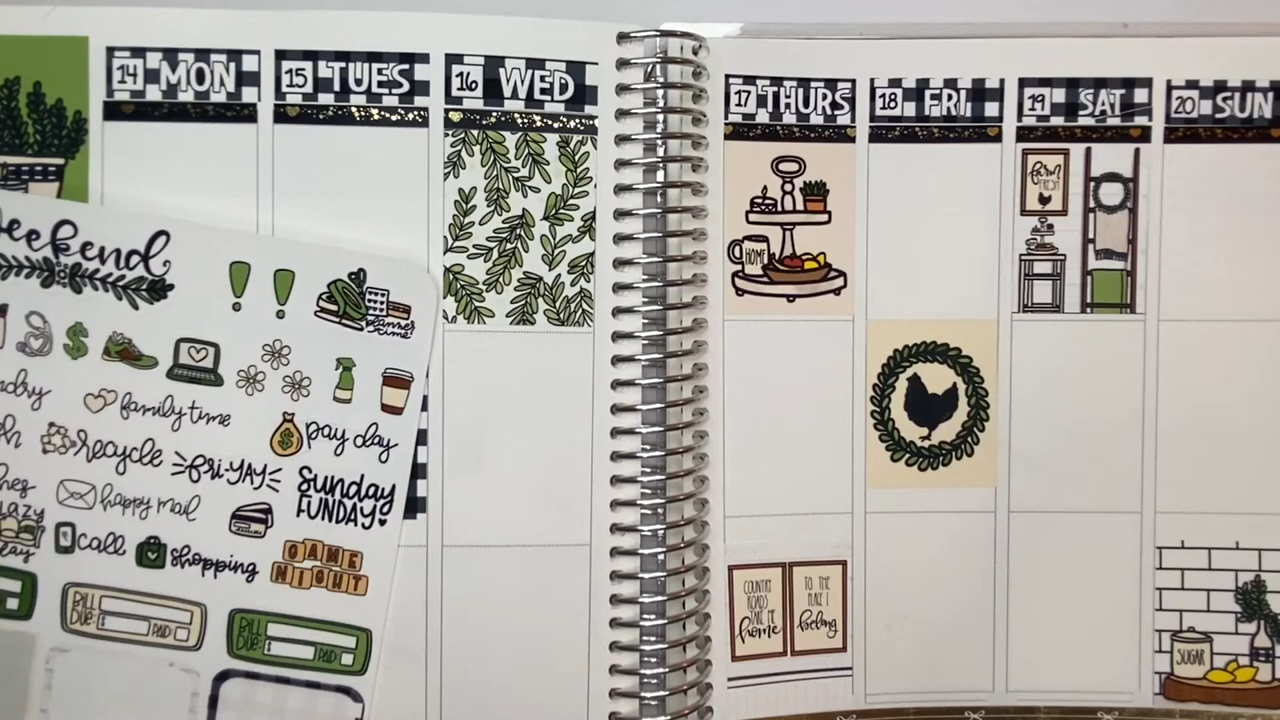 14 MON
15 TUES
16 WED
17 THURS
18 FRI
19 SAT
20 SUN
farm
FRESH
HOME
COUNTRY
ROADS
TAKE ME
home
TO THE
PLACE I
belong
SUGAR
weekend
planner
time
family time
pay day
recycle
fri-YAY
Sunday
FUNDAY
happy mail
call
shopping
GAME
NIGHT
BILL
DUE:
$
PAID
BILL
DUE:
$
PAID